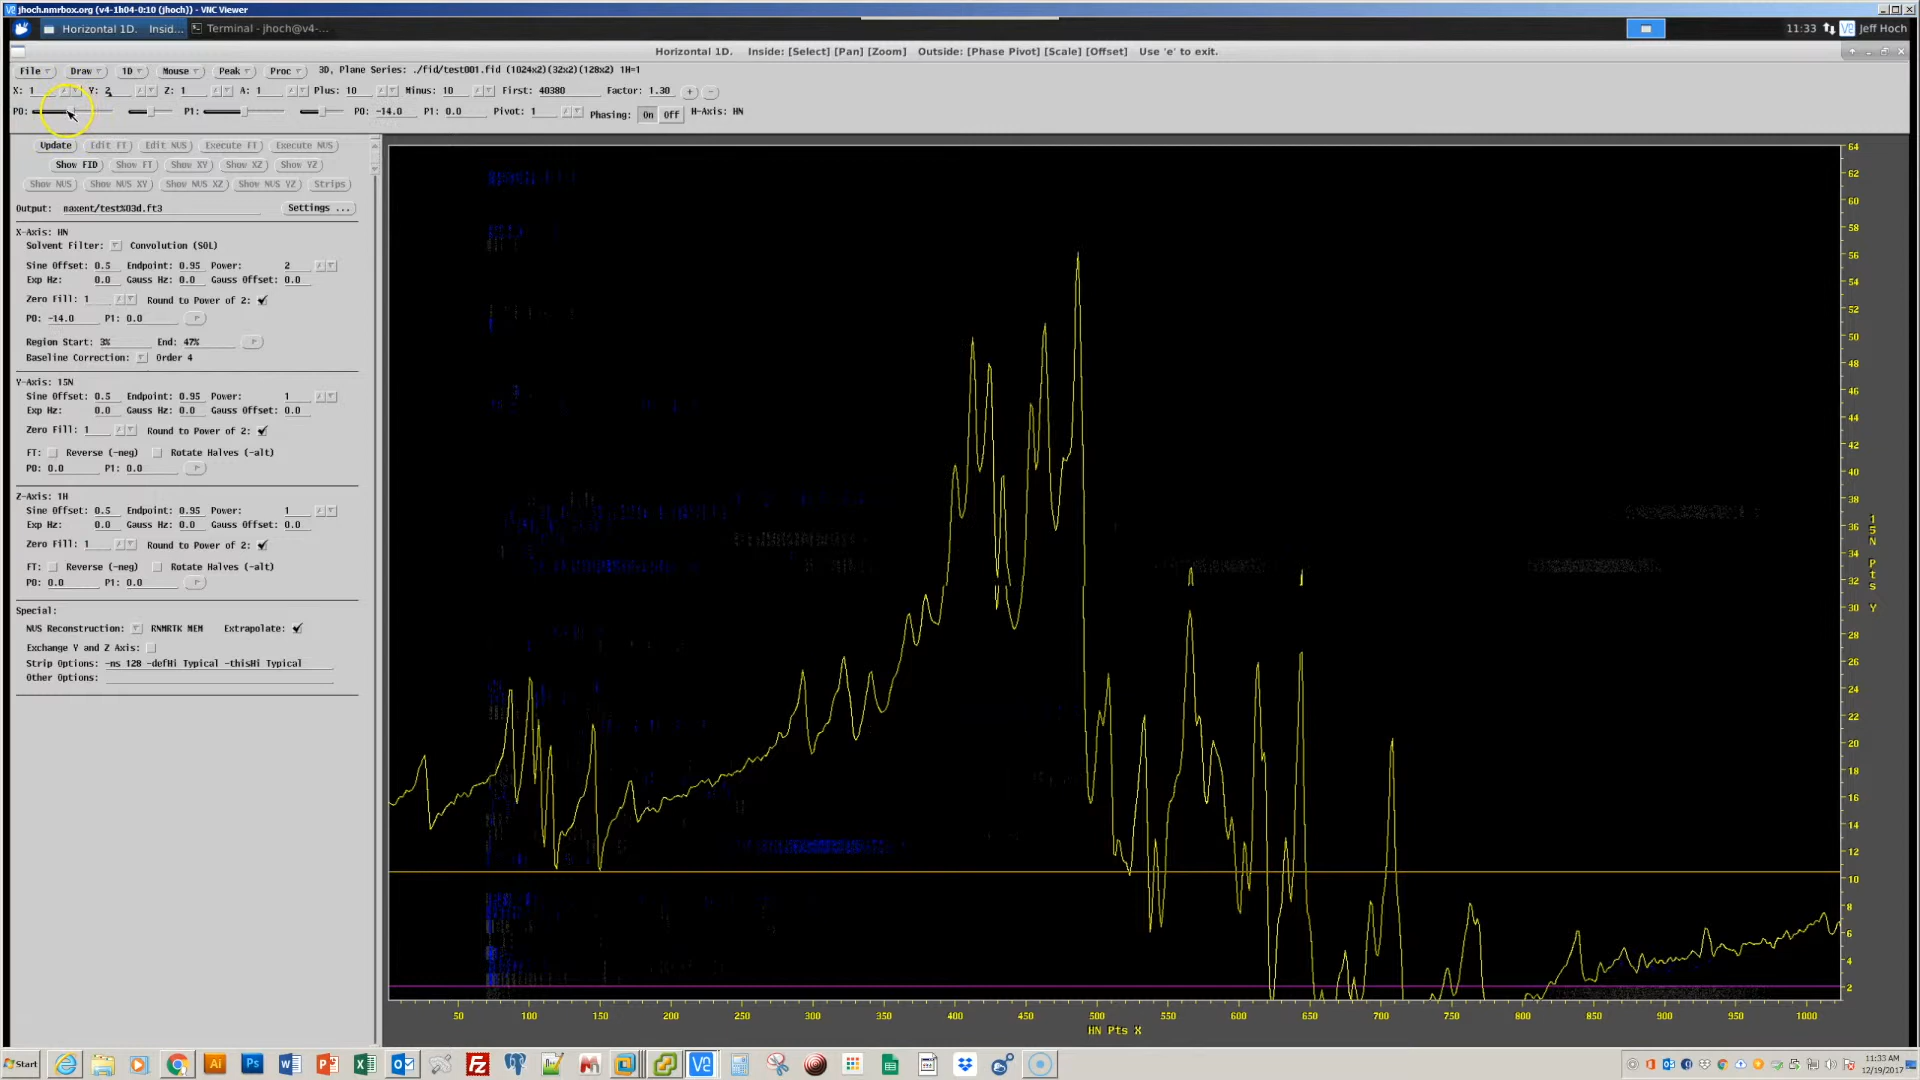 jhoch.nmrbox.org (v4-1h04-0:10 (jhoch)) - VNC Viewer
Horizontal 1D. Insid... Terminal - jhoch@v4-... 11:33 Jeff Hoch
Horizontal 1D. Inside: [Select] [Pan] [Zoom] Outside: [Phase Pivot] [Scale] [Offset] Use 'e' to exit.
File Draw 1D Mouse Peak Proc 3D, Plane Series: ./fid/test001.fid (1024x2)(32x2)(128x2) 1H=1
X: 1 Y: 2 Z: 1 A: 1 Plus: 10 Minus: 10 First: 40380 Factor: 1.30 + -
P0: P1: P0: -14.0 P1: 0.0 Pivot: 1 Phasing: On Off H-Axis: HN
Update Edit FT Edit NUS Execute FT Execute NUS
Show FID Show FT Show XY Show XZ Show YZ
Show NUS Show NUS XY Show NUS XZ Show NUS YZ Strips
Output: maxent/test%03d.ft3 Settings ...
X-Axis: HN
Solvent Filter: Convolution (SOL)
Sine Offset: 0.5 Endpoint: 0.95 Power: 2
Exp Hz: 0.0 Gauss Hz: 0.0 Gauss Offset: 0.0
Zero Fill: 1 Round to Power of 2:
P0: -14.0 P1: 0.0
Region Start: 3% End: 47%
Baseline Correction: Order 4
Y-Axis: 15N
Sine Offset: 0.5 Endpoint: 0.95 Power: 1
Exp Hz: 0.0 Gauss Hz: 0.0 Gauss Offset: 0.0
Zero Fill: 1 Round to Power of 2:
FT: Reverse (-neg) Rotate Halves (-alt)
P0: 0.0 P1: 0.0
Z-Axis: 1H
Sine Offset: 0.5 Endpoint: 0.95 Power: 1
Exp Hz: 0.0 Gauss Hz: 0.0 Gauss Offset: 0.0
Zero Fill: 1 Round to Power of 2:
FT: Reverse (-neg) Rotate Halves (-alt)
P0: 0.0 P1: 0.0
Special:
NUS Reconstruction: RNMRTK MEM Extrapolate:
Exchange Y and Z Axis:
Strip Options: -ns 128 -defHi Typical -thisHi Typical
Other Options:
64
62
60
58
56
54
52
50
48
46
44
42
40
38
36
34
32
30
28
26
24
22
20
18
16
14
12
10
8
6
4
2
15N Pts Y
50 100 150 200 250 300 350 400 450 500 550 600 650 700 750 800 850 900 950 1000
HN Pts X
Start Ai Ps 11:33 AM
12/19/2017